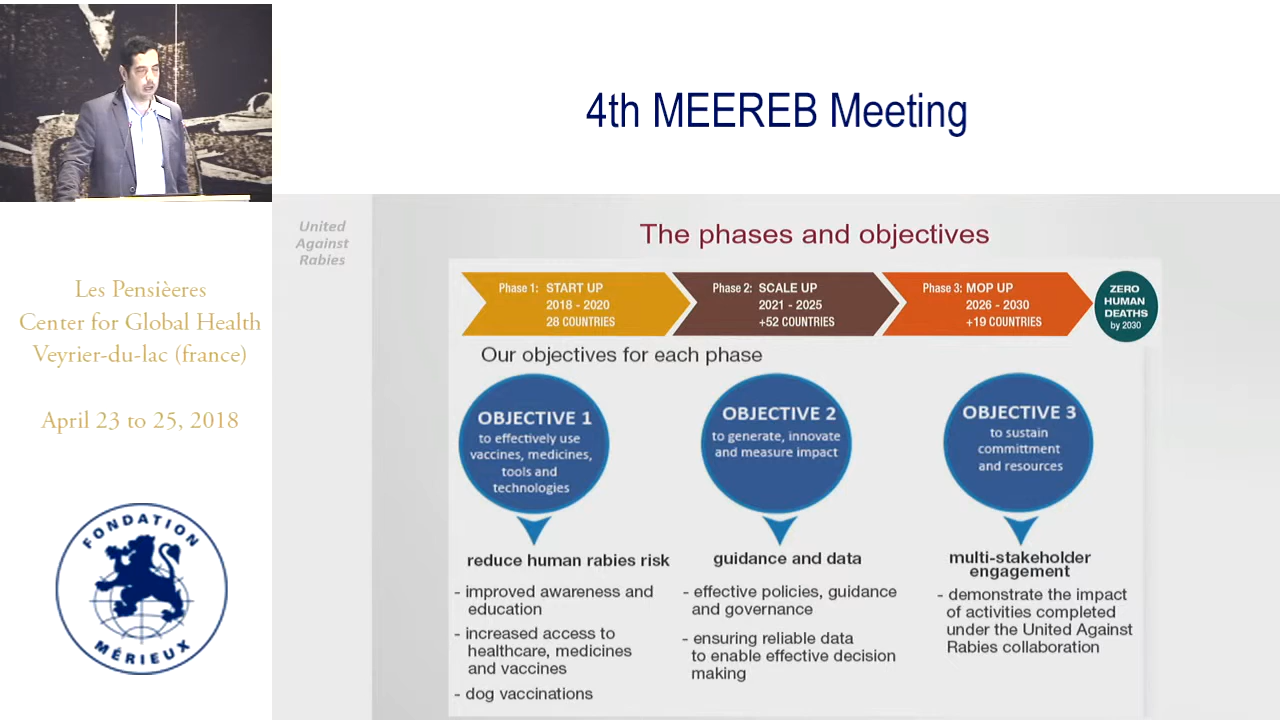 4th MEEREB Meeting
Les Pensièeres
Center for Global Health
Veyrier-du-lac (france)
April 23 to 25, 2018
FONDATION
MÉRIEUX
United
Against
Rabies
The phases and objectives
Phase 1: START UP
2018 - 2020
28 COUNTRIES
Phase 2: SCALE UP
2021 - 2025
+52 COUNTRIES
Phase 3: MOP UP
2026 - 2030
+19 COUNTRIES
ZERO
HUMAN
DEATHS
by 2030
Our objectives for each phase
OBJECTIVE 1
to effectively use
vaccines, medicines,
tools and
technologies
reduce human rabies risk
- improved awareness and
education
- increased access to
healthcare, medicines
and vaccines
- dog vaccinations
OBJECTIVE 2
to generate, innovate
and measure impact
guidance and data
- effective policies, guidance
and governance
- ensuring reliable data
to enable effective decision
making
OBJECTIVE 3
to sustain
committment
and resources
multi-stakeholder
engagement
- demonstrate the impact
of activities completed
under the United Against
Rabies collaboration